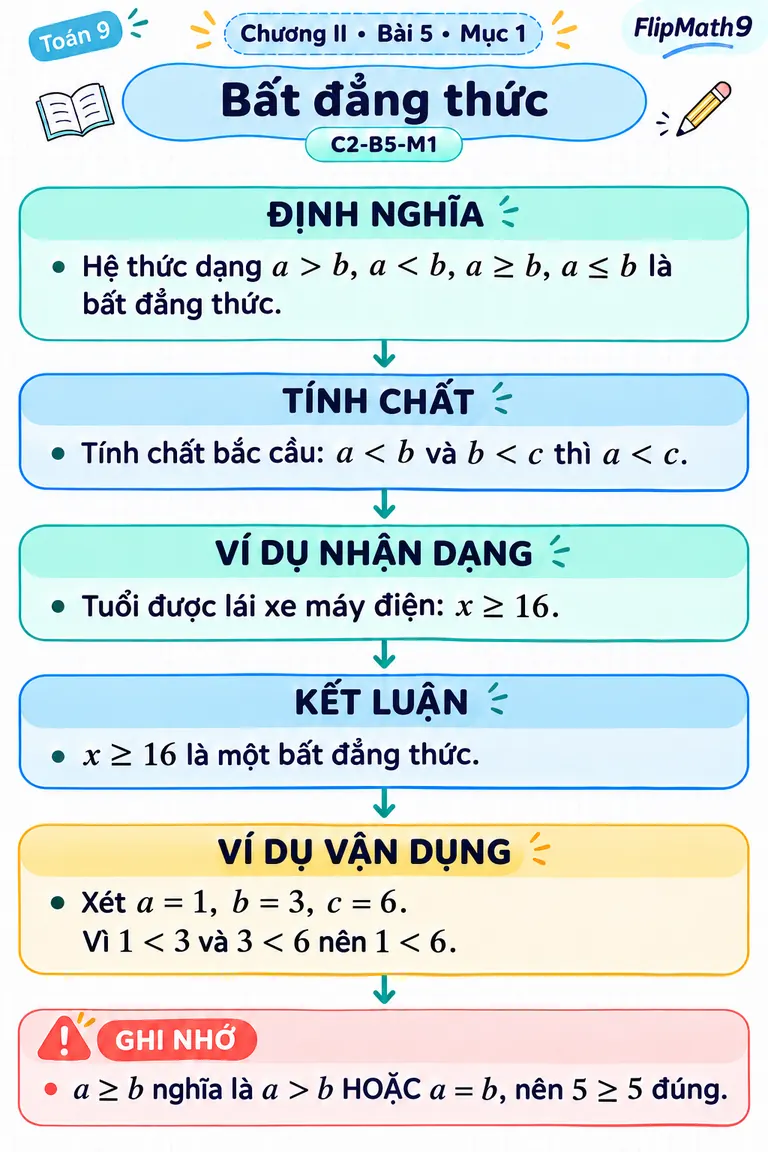 Toán 9
Chương II • Bài 5 • Mục 1
FlipMath9
Bất đẳng thức
C2-B5-M1
ĐỊNH NGHĨA
• Hệ thức dạng a > b, a < b, a ≥ b, a ≤ b là
bất đẳng thức.
TÍNH CHẤT
• Tính chất bắc cầu: a < b và b < c thì a < c.
VÍ DỤ NHẬN DẠNG
• Tuổi được lái xe máy điện: x ≥ 16.
KẾT LUẬN
• x ≥ 16 là một bất đẳng thức.
VÍ DỤ VẬN DỤNG
• Xét a = 1, b = 3, c = 6.
Vì 1 < 3 và 3 < 6 nên 1 < 6.
GHI NHỚ
• a ≥ b nghĩa là a > b HOẶC a = b, nên 5 ≥ 5 đúng.